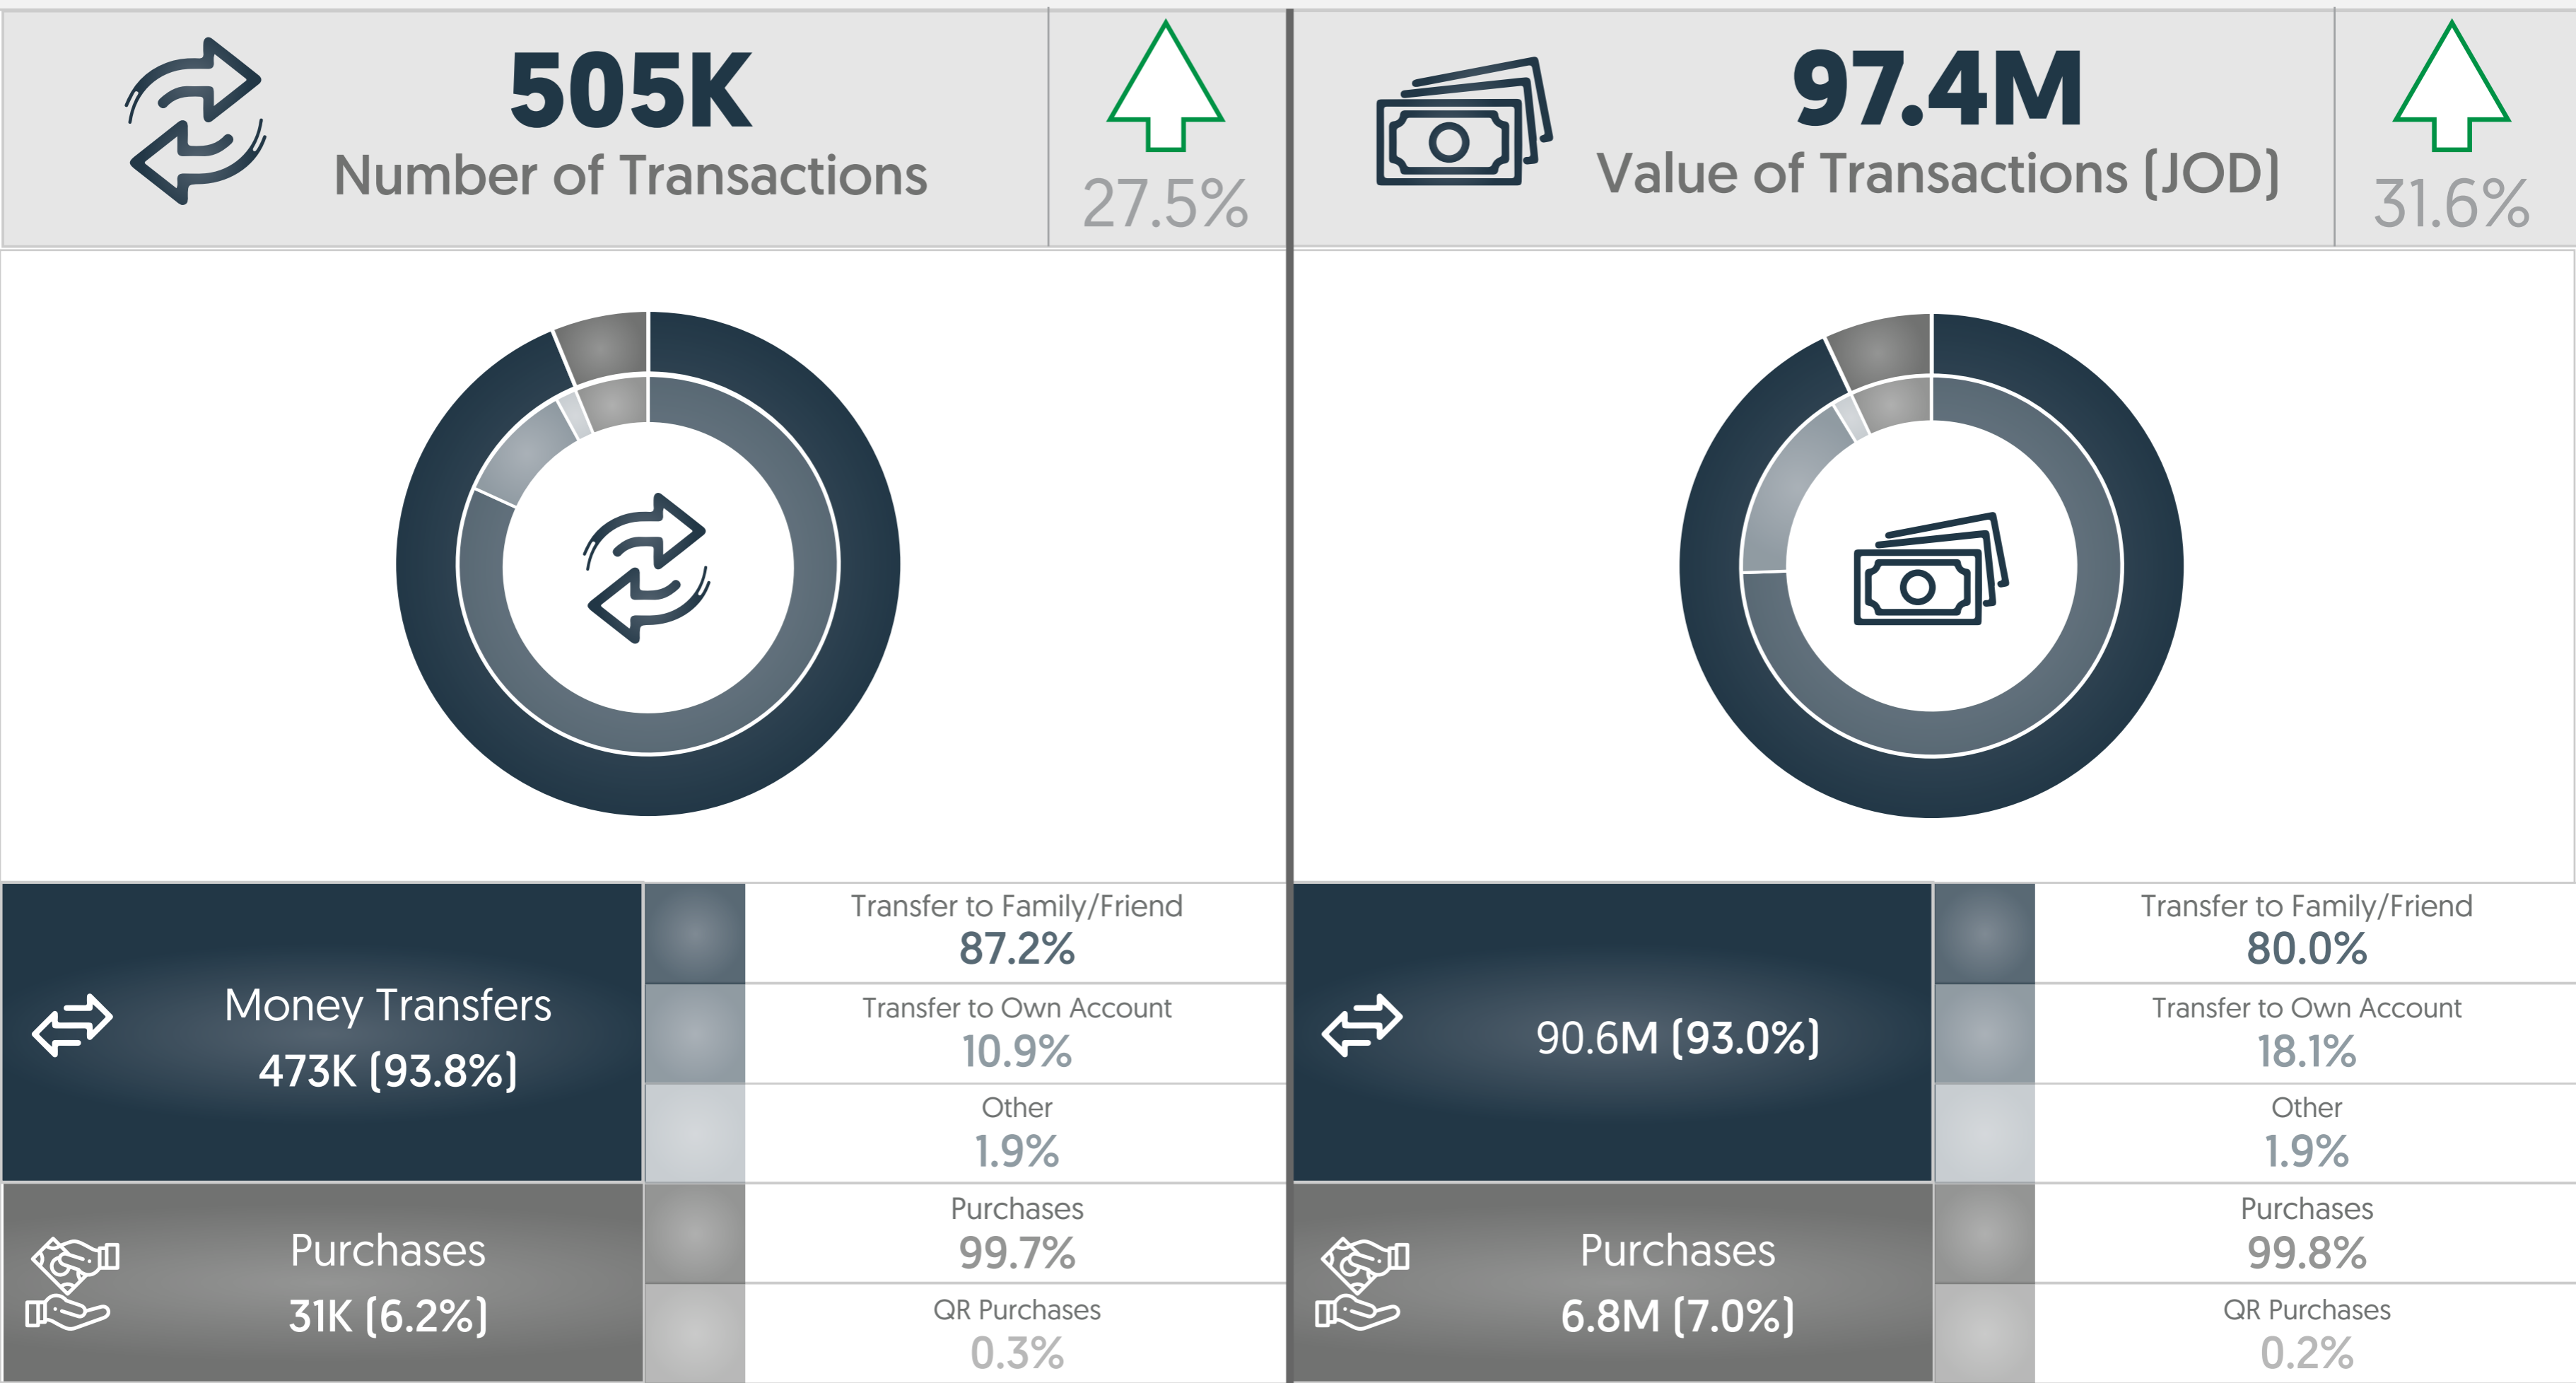 505K
Number of Transactions
27.5%
97.4M
Value of Transactions (JOD)
31.6%
Money Transfers
473K (93.8%)
Transfer to Family/Friend
87.2%
Transfer to Own Account
10.9%
Other
1.9%
Purchases
31K (6.2%)
Purchases
99.7%
QR Purchases
0.3%
90.6M (93.0%)
Transfer to Family/Friend
80.0%
Transfer to Own Account
18.1%
Other
1.9%
Purchases
6.8M (7.0%)
Purchases
99.8%
QR Purchases
0.2%